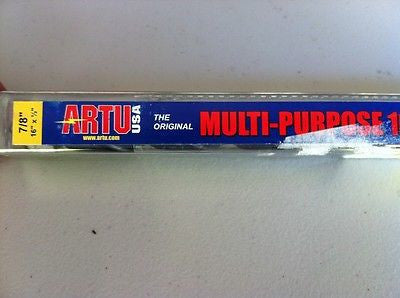 7/8"
16" x ½"
ARTU
USA
www.artu.com
THE
ORIGINAL
MULTI-PURPOSE